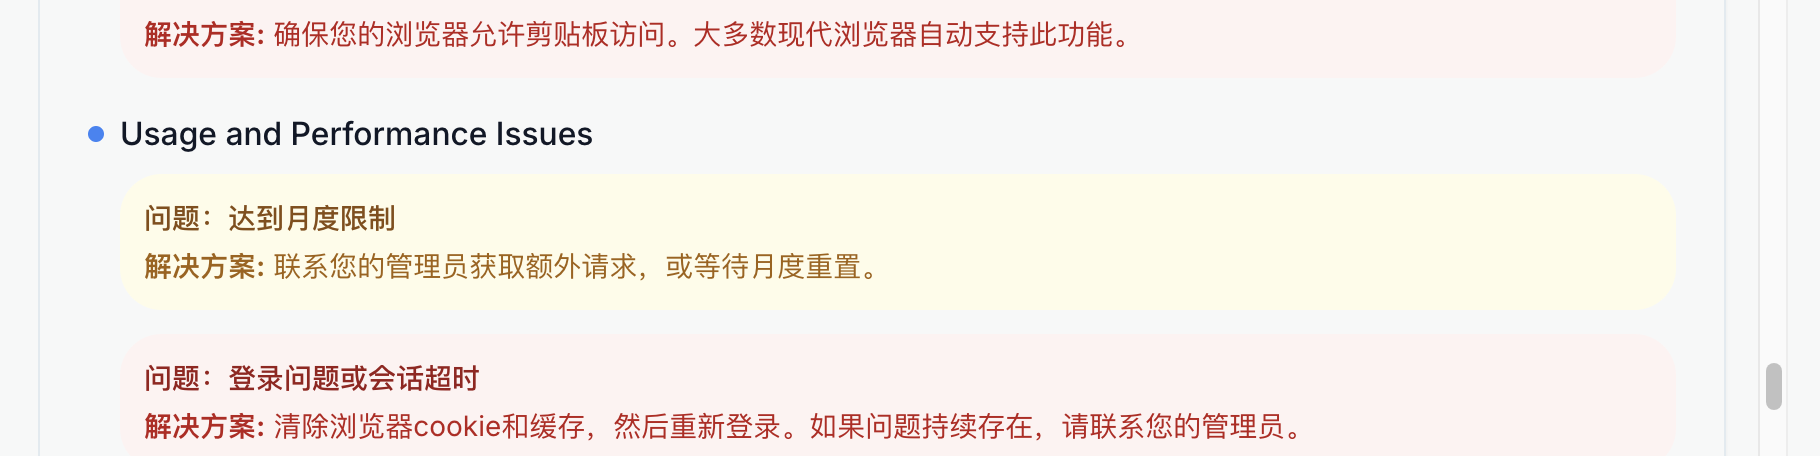 解决方案: 确保您的浏览器允许剪贴板访问。大多数现代浏览器自动支持此功能。
Usage and Performance Issues
问题：达到月度限制
解决方案: 联系您的管理员获取额外请求，或等待月度重置。
问题：登录问题或会话超时
解决方案: 清除浏览器cookie和缓存，然后重新登录。如果问题持续存在，请联系您的管理员。